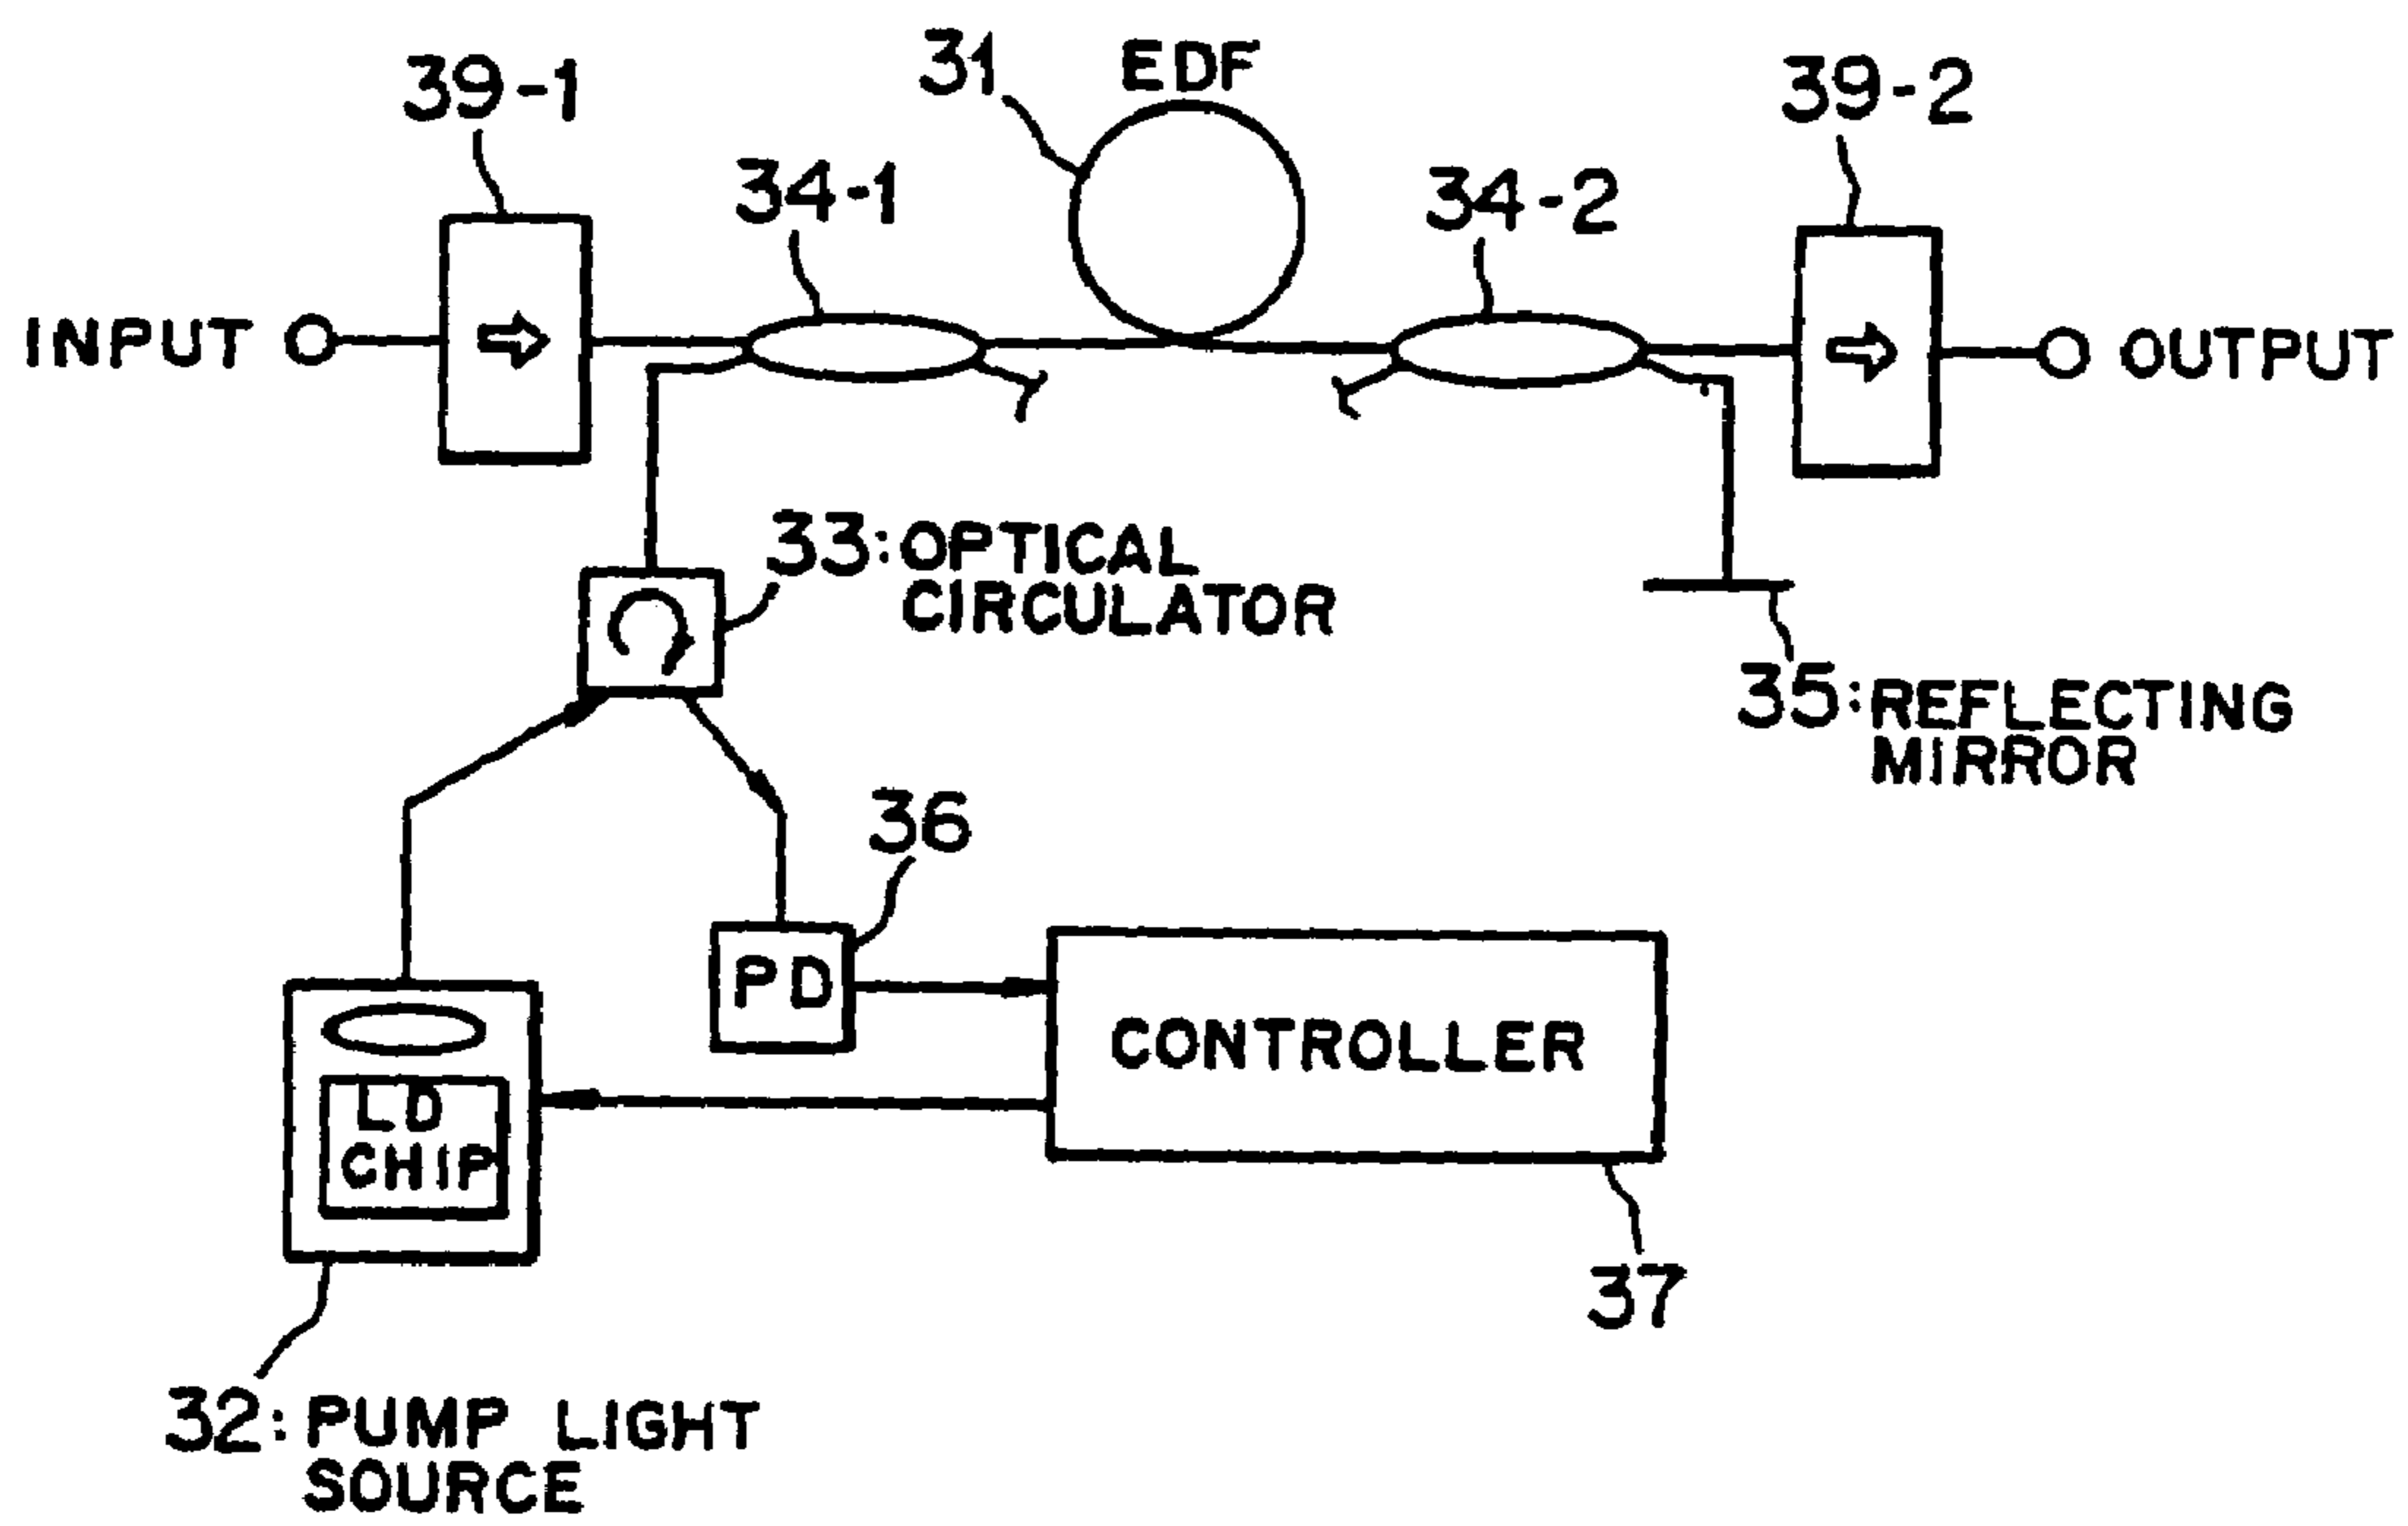 31 EDF
39-1
39-2
34-1
34-2
INPUT
OUTPUT
33: OPTICAL
CIRCULATOR
35: REFLECTING
MIRROR
36
PD
CONTROLLER
LD
CHIP
37
32: PUMP LIGHT
SOURCE